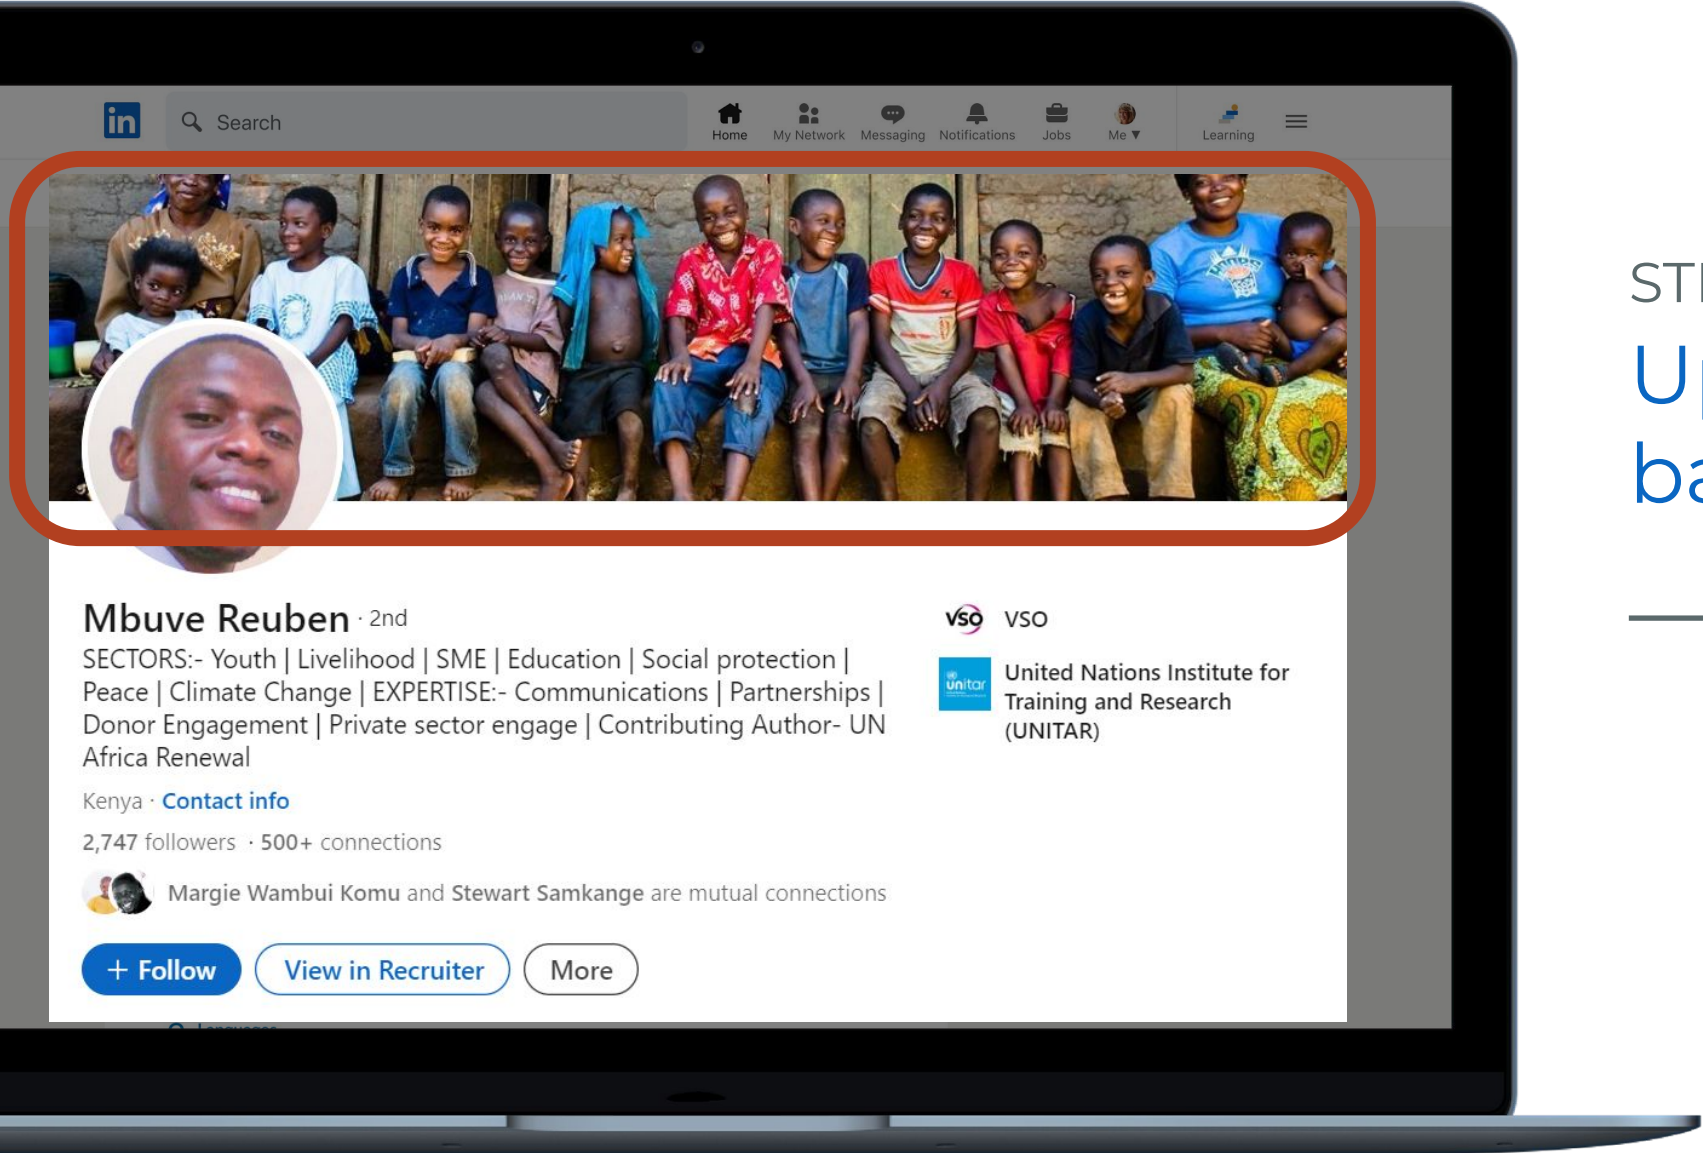 in
Search
Home
My Network
Messaging
Notifications
Jobs
Me ▼
Learning
Mbuve Reuben · 2nd
SECTORS:- Youth | Livelihood | SME | Education | Social protection |
Peace | Climate Change | EXPERTISE:- Communications | Partnerships |
Donor Engagement | Private sector engage | Contributing Author- UN
Africa Renewal
Kenya · Contact info
2,747 followers · 500+ connections
Margie Wambui Komu and Stewart Samkange are mutual connections
+ Follow
View in Recruiter
More
vso VSO
unitar
United Nations Institute for
Training and Research
(UNITAR)